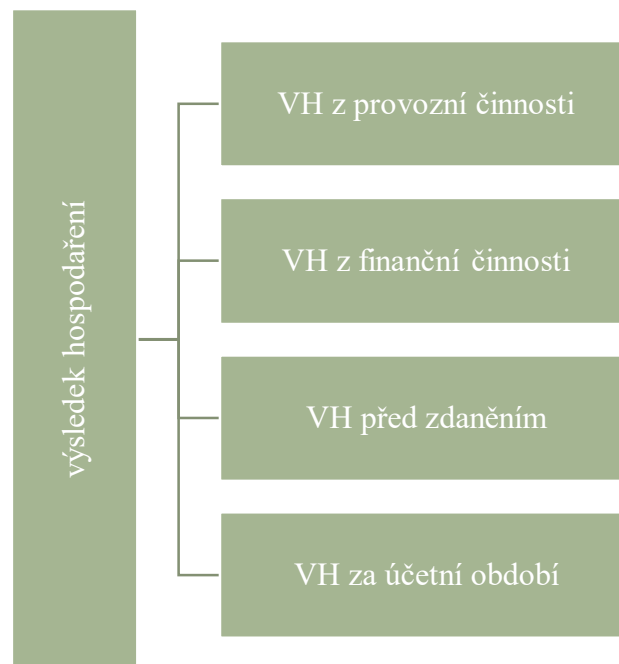 výsledek hospodaření
VH z provozní činnosti
VH z finanční činnosti
VH před zdaněním
VH za účetní období